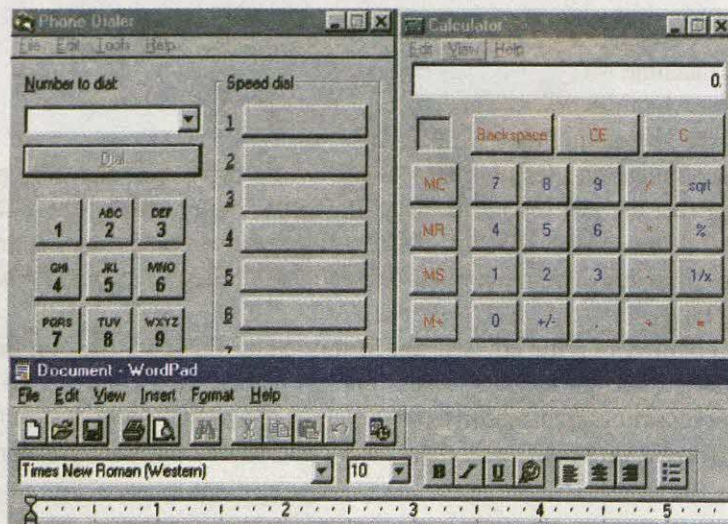 Phone Dialer
File Edit Tools Help
Number to dial:
Dial
1
ABC 2
DEF 3
GHI 4
JKL 5
MNO 6
PQRS 7
TUV 8
WXYZ 9
Speed dial
1
2
3
4
5
6
7
Calculator
Edit View Help
0.
Backspace CE C
MC 7 8 9 / sqrt
MR 4 5 6 * %
MS 1 2 3 - 1/x
M+ 0 +/- . + =
Document - WordPad
File Edit View Insert Format Help
Times New Roman (Western) 10 B I U
1 2 3 4 5